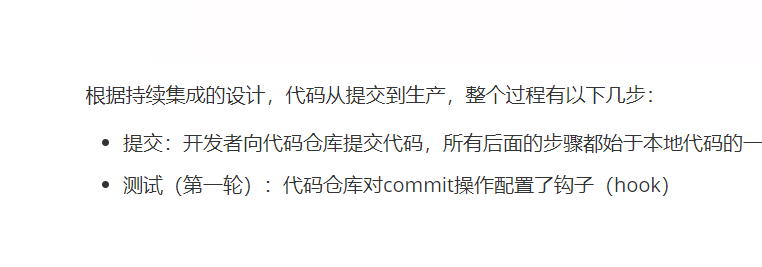 根据持续集成的设计，代码从提交到生产，整个过程有以下几步：
提交：开发者向代码仓库提交代码，所有后面的步骤都始于本地代码的一
测试（第一轮）：代码仓库对commit操作配置了钩子（hook）